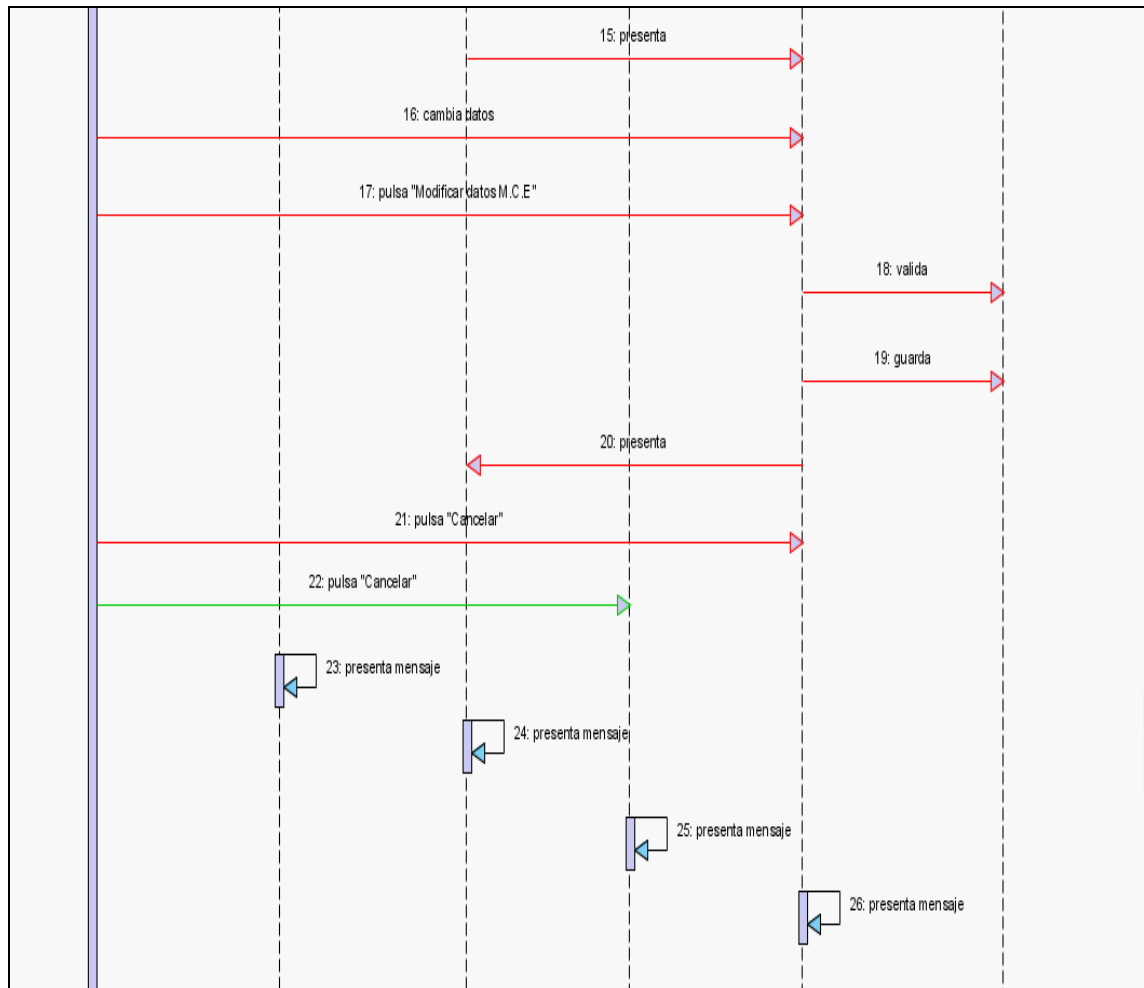 15: presenta
16: cambia datos
17: pulsa "Modificar datos M.C.E"
18: valida
19: guarda
20: presenta
21: pulsa "Cancelar"
22: pulsa "Cancelar"
23: presenta mensaje
24: presenta mensaje
25: presenta mensaje
26: presenta mensaje